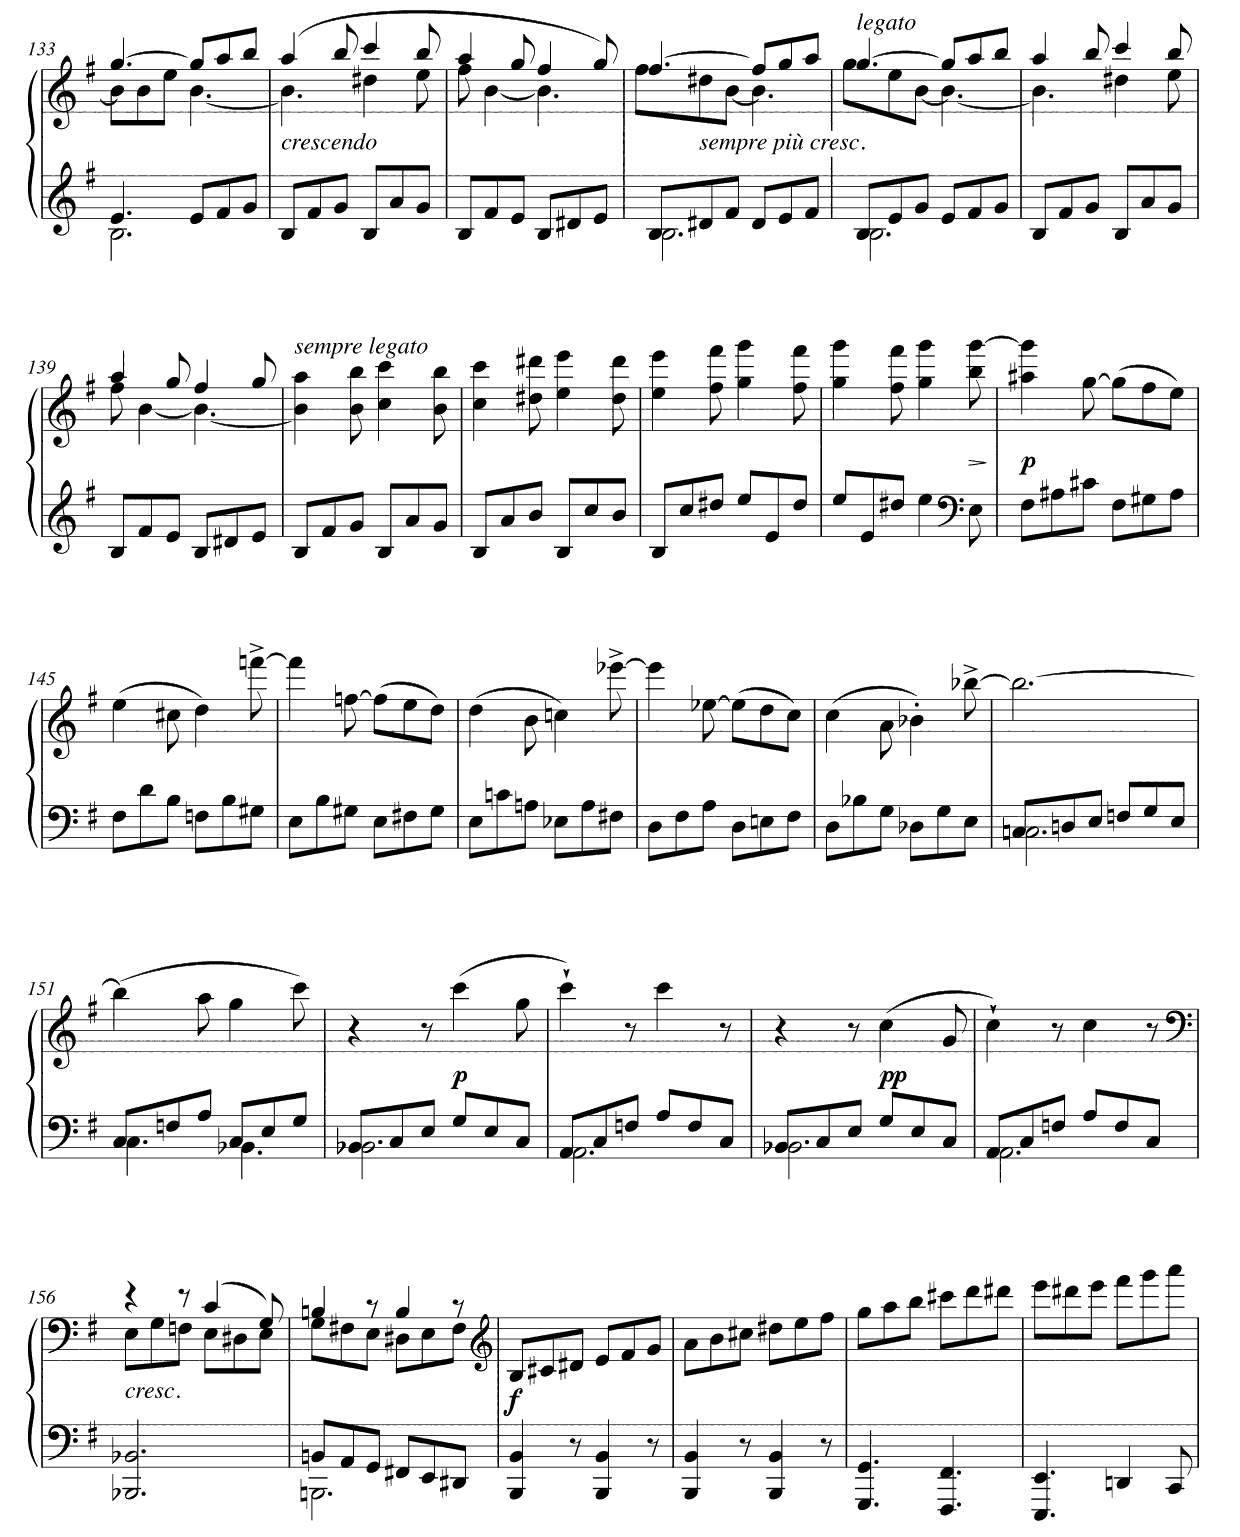 legato
133
crescendo
sempre più cresc.
139
sempre legato
p
145
151
p
pp
156
cresc.
f